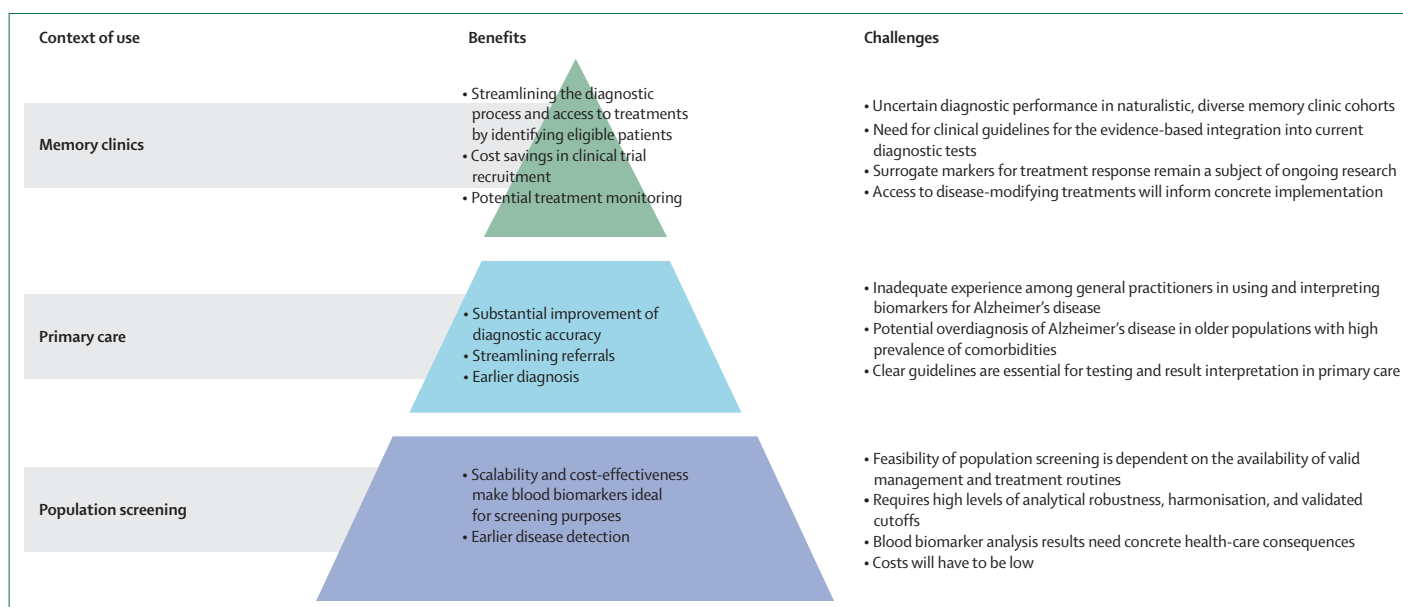 Context of use
Benefits
Challenges
Memory clinics
• Streamlining the diagnostic
process and access to treatments
by identifying eligible patients
• Cost savings in clinical trial
recruitment
• Potential treatment monitoring
• Uncertain diagnostic performance in naturalistic, diverse memory clinic cohorts
• Need for clinical guidelines for the evidence-based integration into current
diagnostic tests
• Surrogate markers for treatment response remain a subject of ongoing research
• Access to disease-modifying treatments will inform concrete implementation
Primary care
• Substantial improvement of
diagnostic accuracy
• Streamlining referrals
• Earlier diagnosis
• Inadequate experience among general practitioners in using and interpreting
biomarkers for Alzheimer's disease
• Potential overdiagnosis of Alzheimer's disease in older populations with high
prevalence of comorbidities
• Clear guidelines are essential for testing and result interpretation in primary care
Population screening
• Scalability and cost-effectiveness
make blood biomarkers ideal
for screening purposes
• Earlier disease detection
• Feasibility of population screening is dependent on the availability of valid
management and treatment routines
• Requires high levels of analytical robustness, harmonisation, and validated
cutoffs
• Blood biomarker analysis results need concrete health-care consequences
• Costs will have to be low